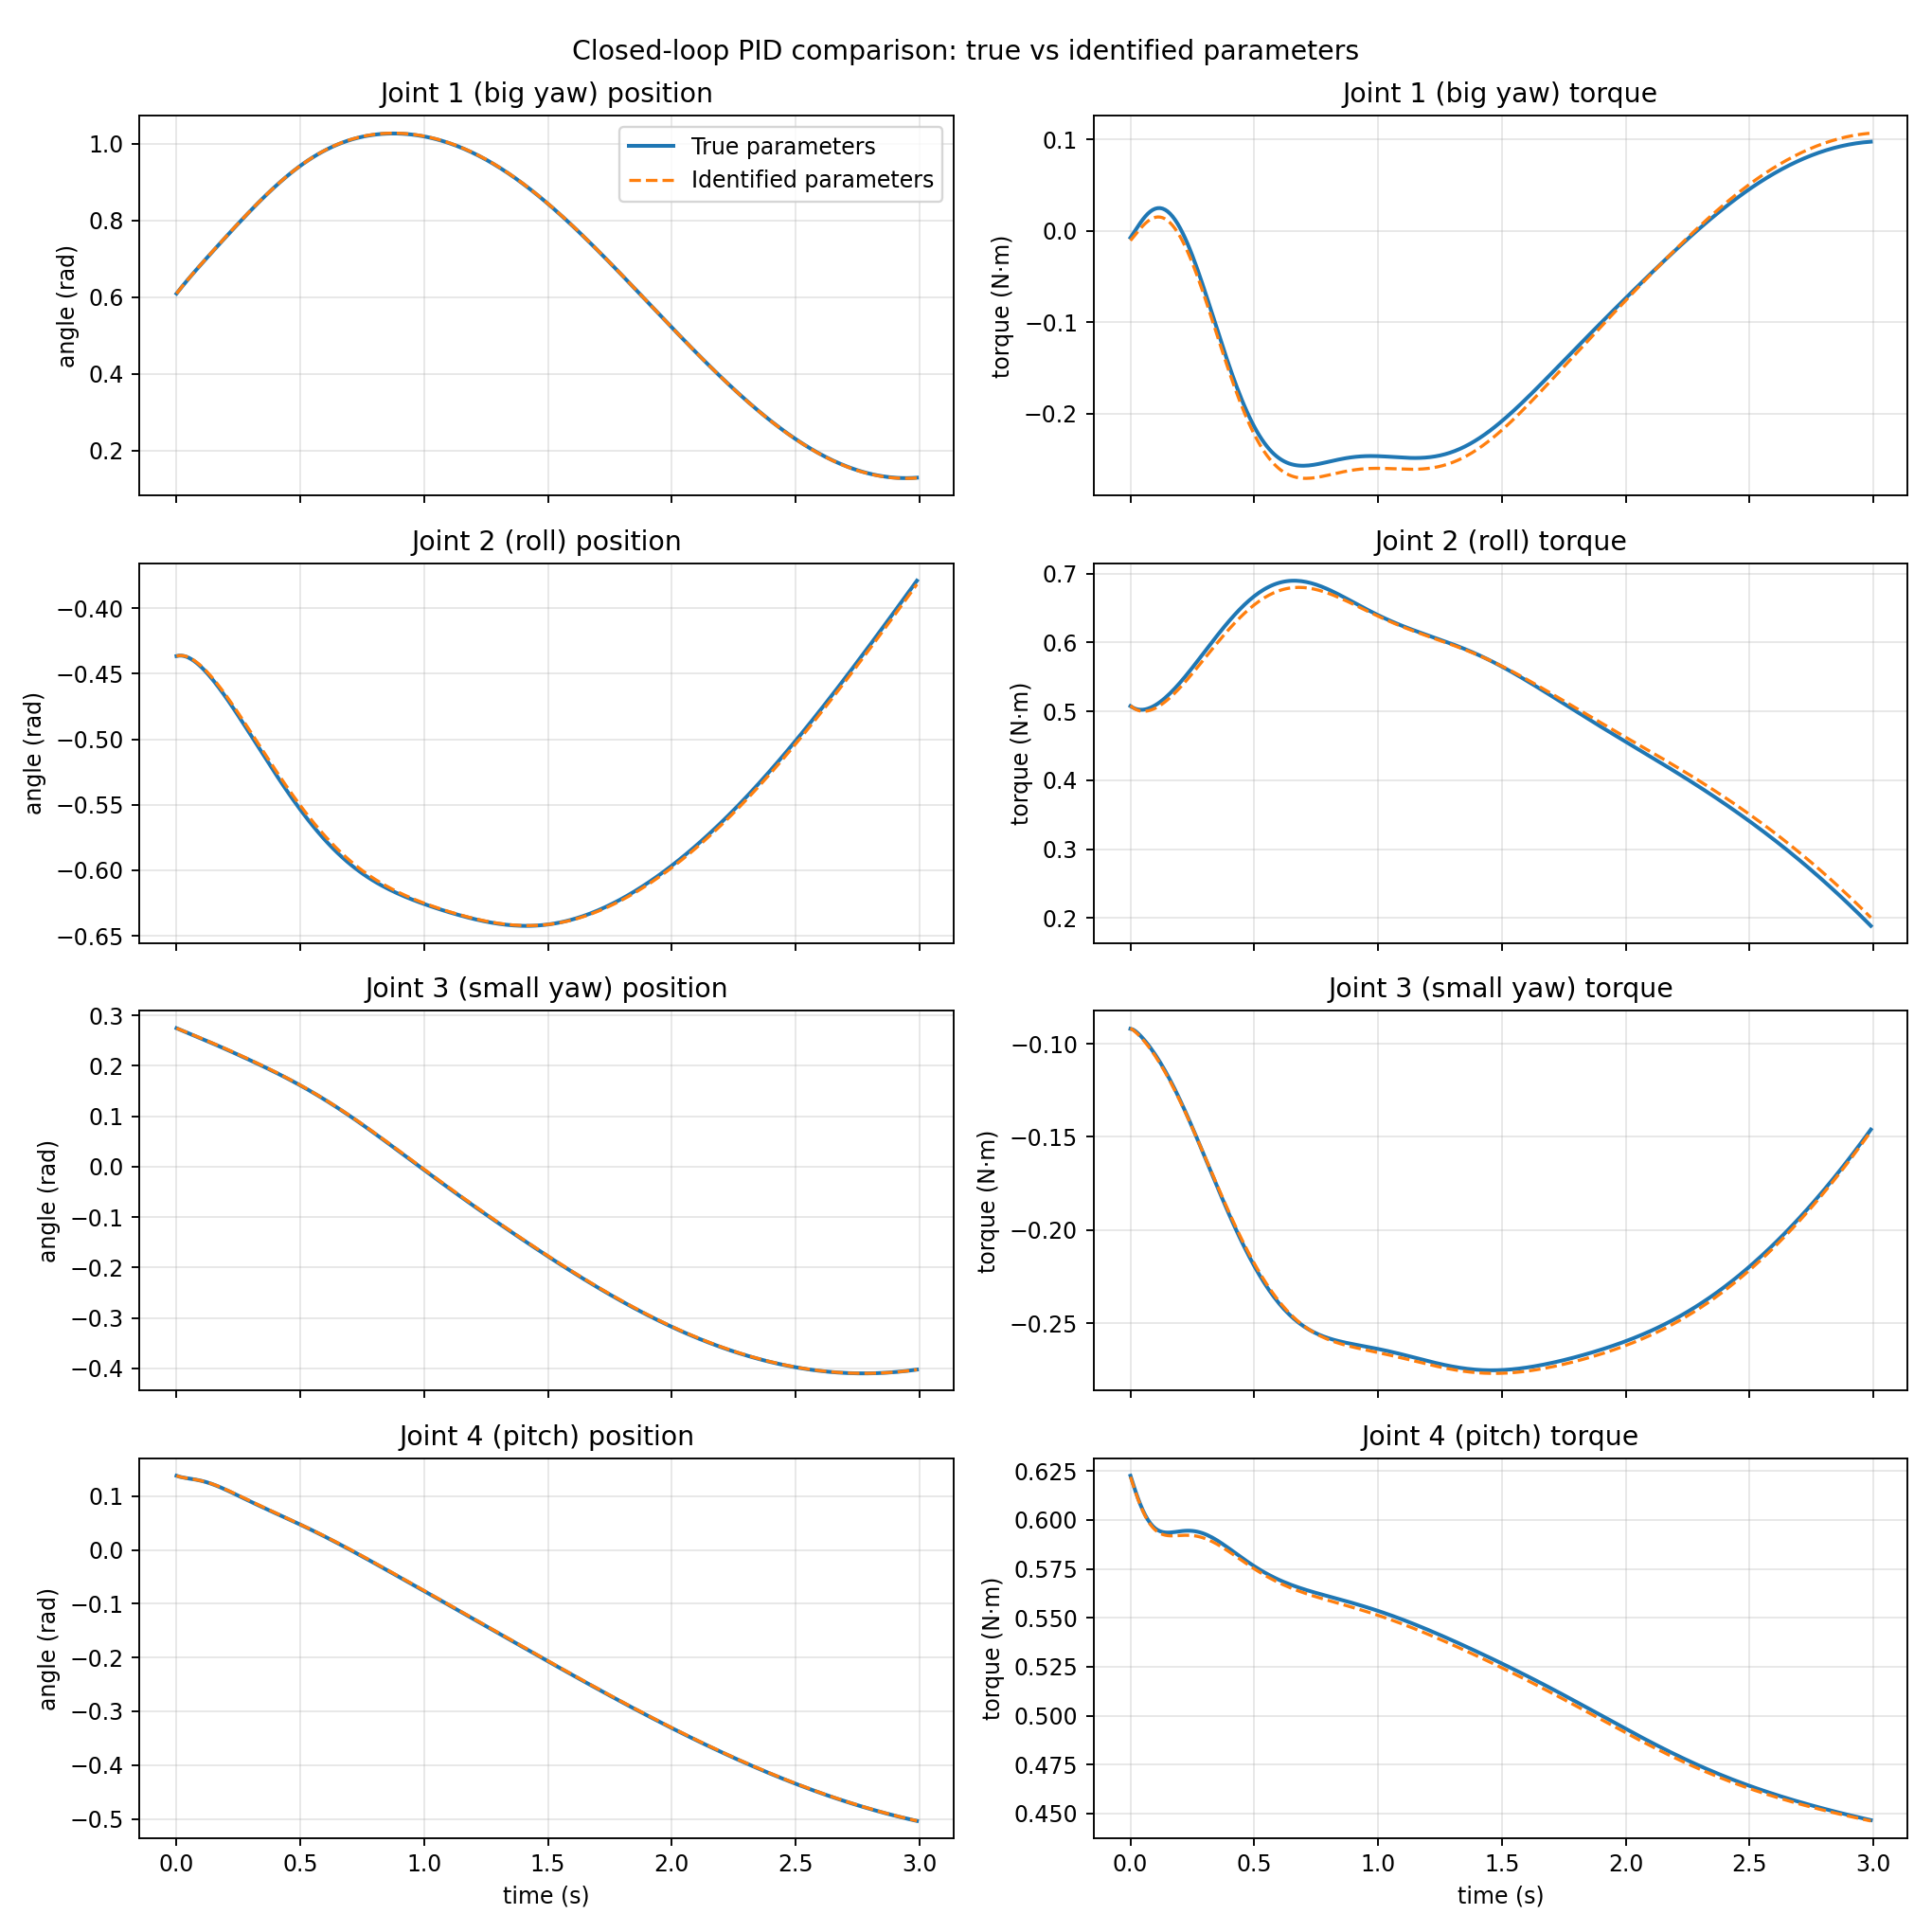 Closed-loop PID comparison: true vs identified parameters
Joint 1 (big yaw) position
True parameters
Identified parameters
1.0
0.8
0.6
0.4
0.2
angle (rad)
Joint 1 (big yaw) torque
0.1
0.0
−0.1
−0.2
torque (N·m)
Joint 2 (roll) position
−0.40
−0.45
−0.50
−0.55
−0.60
−0.65
angle (rad)
Joint 2 (roll) torque
0.7
0.6
0.5
0.4
0.3
0.2
torque (N·m)
Joint 3 (small yaw) position
0.3
0.2
0.1
0.0
−0.1
−0.2
−0.3
−0.4
angle (rad)
Joint 3 (small yaw) torque
−0.10
−0.15
−0.20
−0.25
torque (N·m)
Joint 4 (pitch) position
0.1
0.0
−0.1
−0.2
−0.3
−0.4
−0.5
angle (rad)
0.0 0.5 1.0 1.5 2.0 2.5 3.0
time (s)
Joint 4 (pitch) torque
0.625
0.600
0.575
0.550
0.525
0.500
0.475
0.450
torque (N·m)
0.0 0.5 1.0 1.5 2.0 2.5 3.0
time (s)